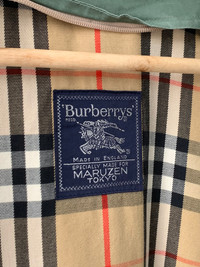 Burberrys
MADE IN ENGLAND
SPECIALLY MADE FOR
MARUZEN
TOKYO